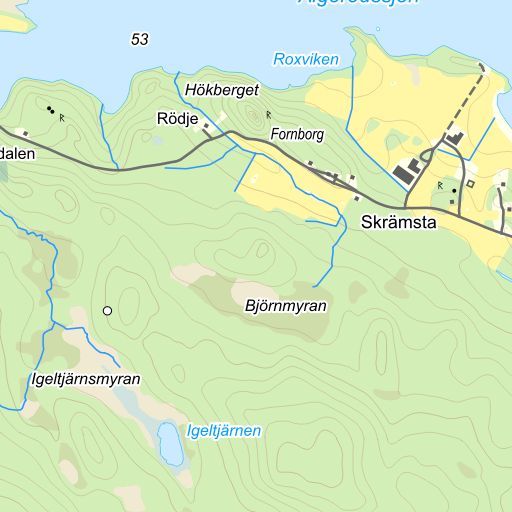 53
Roxviken
Hökberget
Rödje
Fornborg
dalen
Skrämsta
Björnmyran
Igeltjärnsmyran
Igeltjärnen